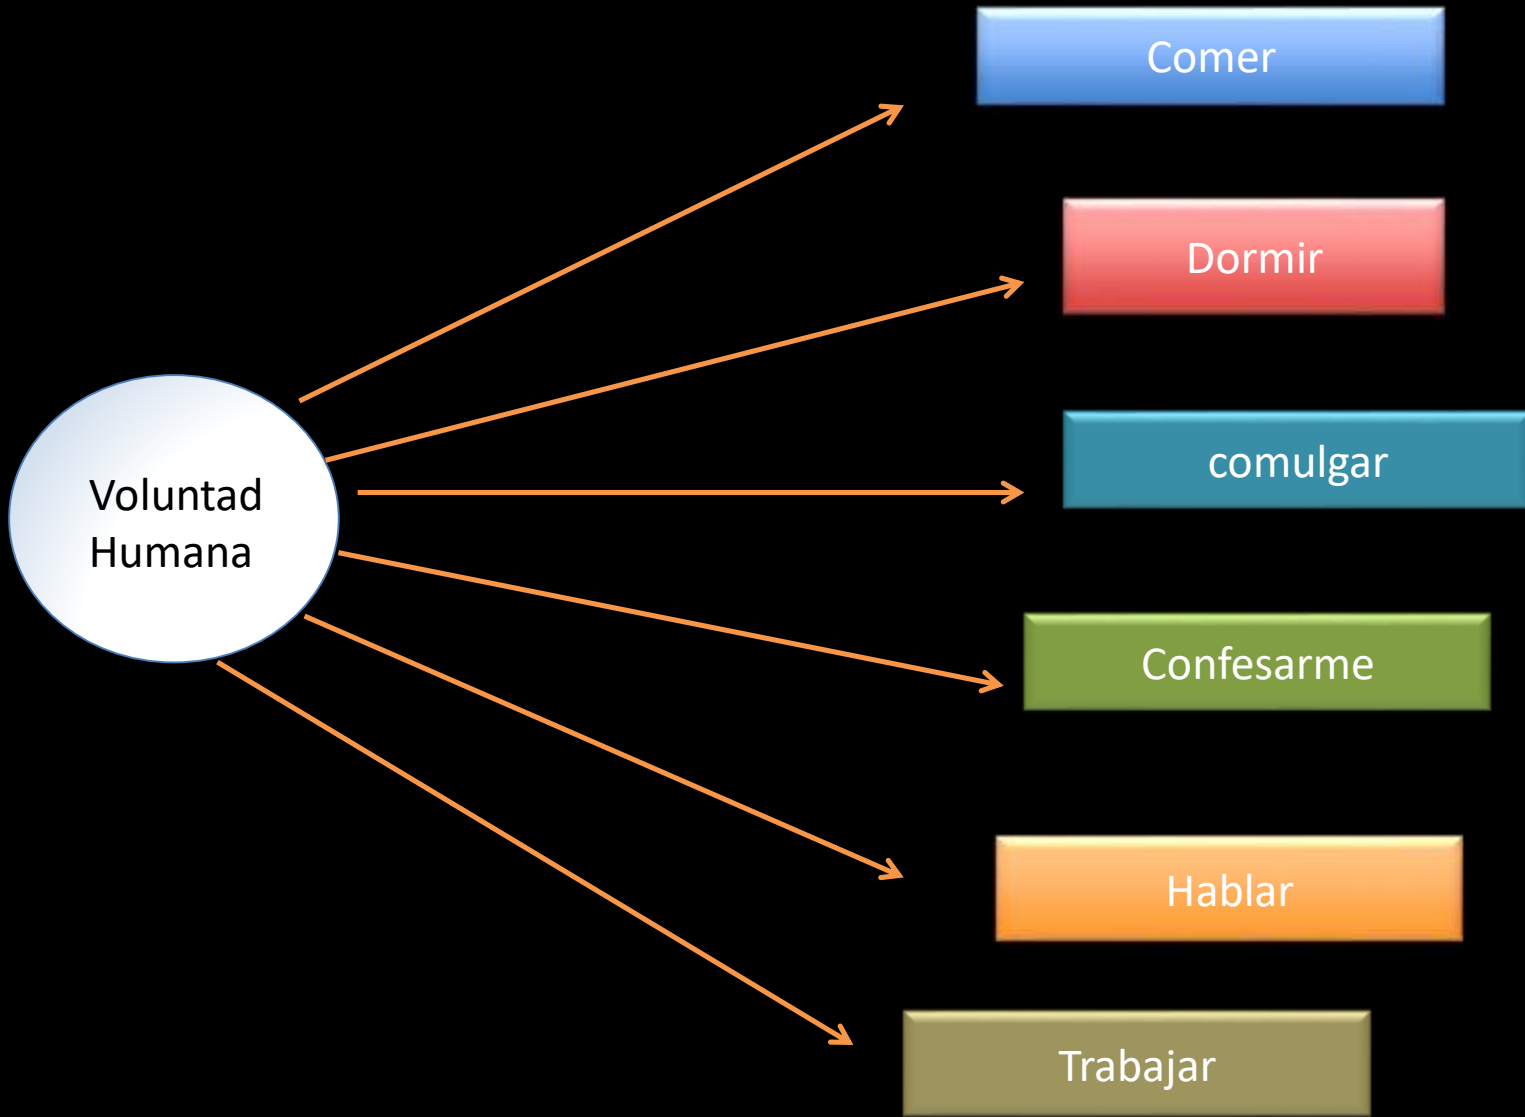 Comer
Dormir
comulgar
Voluntad
Humana
Confesarme
Hablar
Trabajar